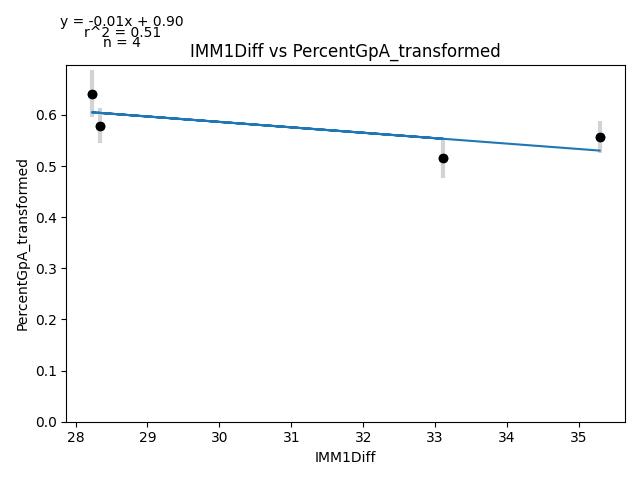 y = -0.01x + 0.90
r^2 = 0.51
n = 4
IMM1Diff vs PercentGpA_transformed
PercentGpA_transformed
0.6
0.5
0.4
0.3
0.2
0.1
0.0
28 29 30 31 32 33 34 35
IMM1Diff